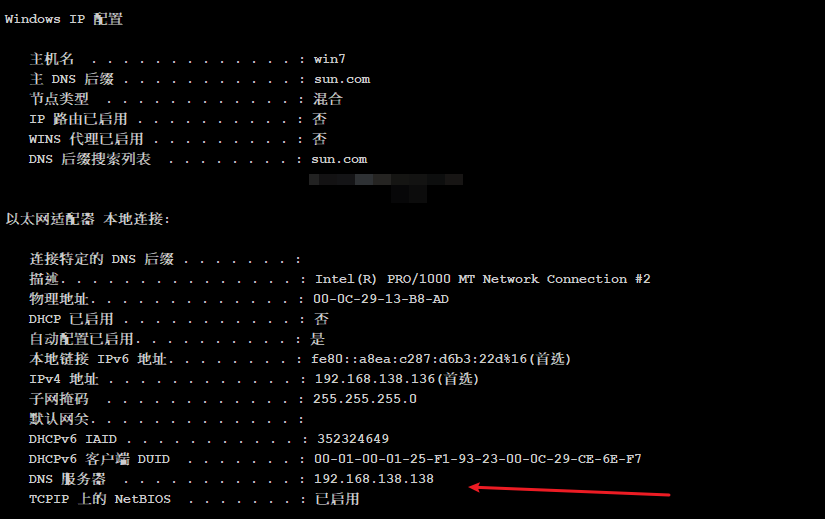 Windows IP 配置
主机名 . . . . . . . . . . . . . : win7
主 DNS 后缀 . . . . . . . . . . . : sun.com
节点类型 . . . . . . . . . . . . : 混合
IP 路由已启用 . . . . . . . . . . : 否
WINS 代理已启用 . . . . . . . . . : 否
DNS 后缀搜索列表 . . . . . . . . : sun.com
以太网适配器 本地连接:
连接特定的 DNS 后缀 . . . . . . . :
描述. . . . . . . . . . . . . . . : Intel(R) PRO/1000 MT Network Connection #2
物理地址. . . . . . . . . . . . . : 00-0C-29-13-B8-AD
DHCP 已启用 . . . . . . . . . . . : 否
自动配置已启用. . . . . . . . . . : 是
本地链接 IPv6 地址. . . . . . . . : fe80::a8ea:c287:d6b3:22d%16(首选)
IPv4 地址 . . . . . . . . . . . . : 192.168.138.136(首选)
子网掩码 . . . . . . . . . . . . : 255.255.255.0
默认网关. . . . . . . . . . . . . :
DHCPv6 IAID . . . . . . . . . . . : 352324649
DHCPv6 客户端 DUID . . . . . . . : 00-01-00-01-25-F1-93-23-00-0C-29-CE-6E-F7
DNS 服务器 . . . . . . . . . . . : 192.168.138.138
TCPIP 上的 NetBIOS . . . . . . . : 已启用